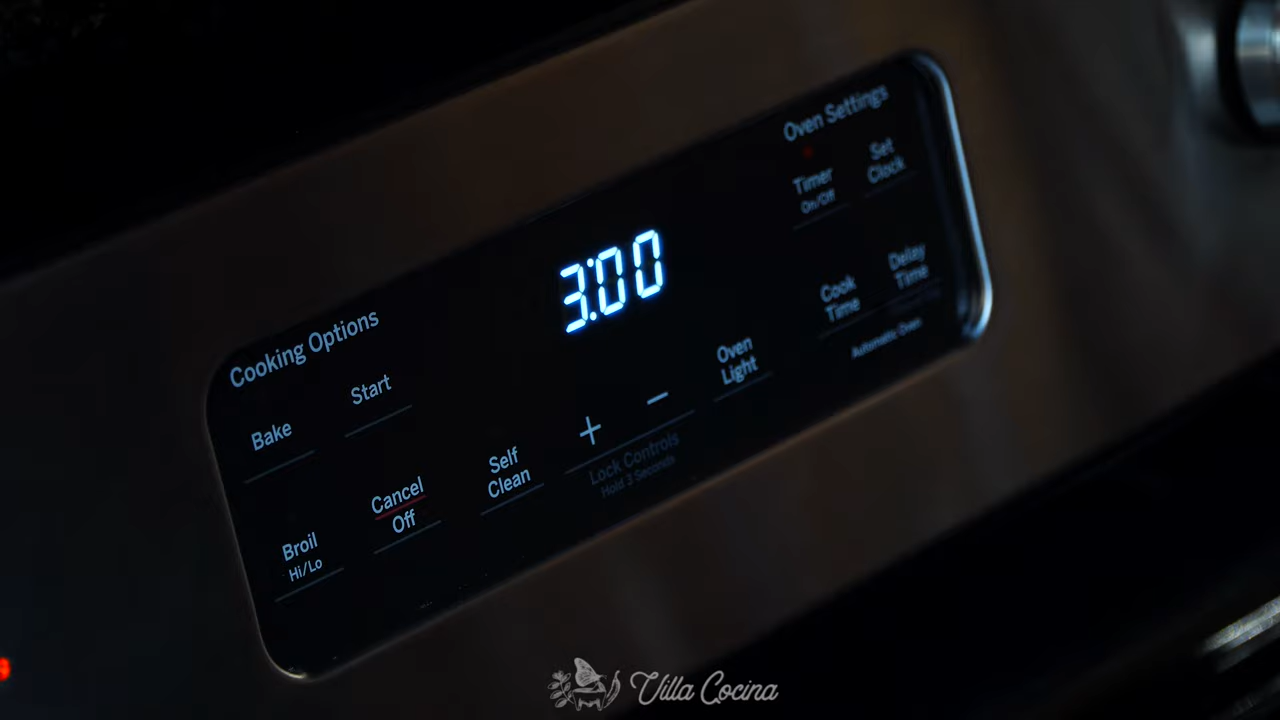 Oven Settings
Timer
On/Off
Set
Clock
3:00
Cook
Time
Delay
Time
Automatic Oven
Cooking Options
Bake
Start
Broil
Hi/Lo
Cancel
Off
Self
Clean
+ −
Lock Controls
Hold 3 Seconds
Oven
Light
Villa Cocina